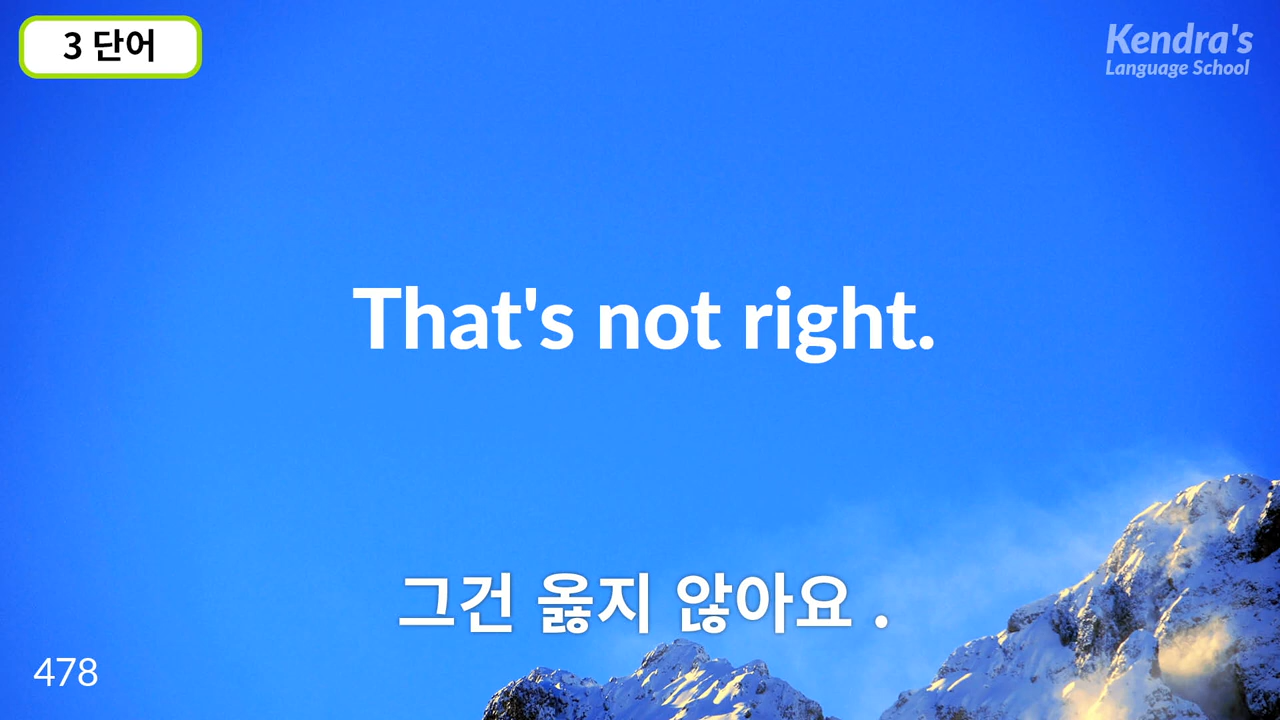 3 단어
Kendra's
Language School
That's not right.
그건 옳지 않아요 .
478